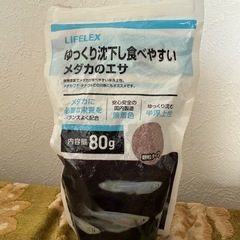 LIFELEX
ゆっくり沈下し食べやすい
メダカのエサ
メダカに
必要な栄養を
バランスよく配合
安心安全の
国内製造
無着色
ゆっくり沈む
半浮上性
内容量 80g